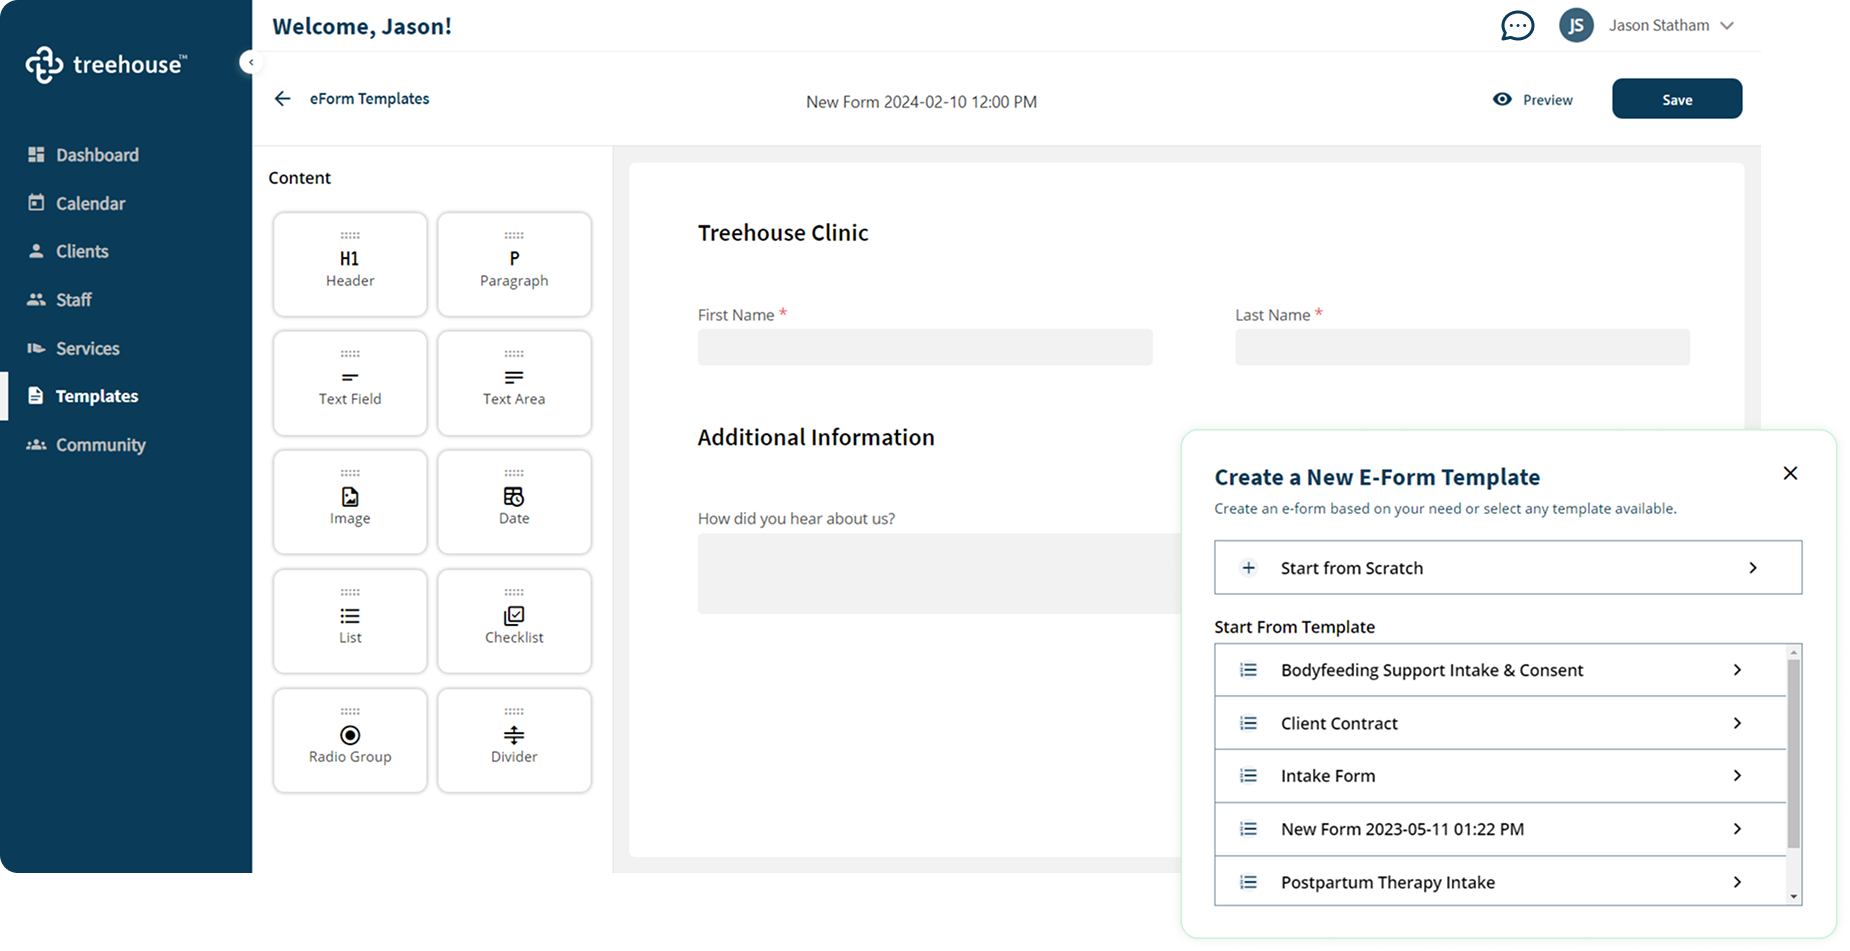 Welcome, Jason!
JS
Jason Statham
treehouse™
eForm Templates
New Form 2024-02-10 12:00 PM
Preview
Save
Dashboard
Calendar
Clients
Staff
Services
Templates
Community
Content
H1
Header
P
Paragraph
Text Field
Text Area
Image
Date
List
Checklist
Radio Group
Divider
Treehouse Clinic
First Name *
Last Name *
Additional Information
How did you hear about us?
Create a New E-Form Template
Create an e-form based on your need or select any template available.
Start from Scratch
Start From Template
Bodyfeeding Support Intake & Consent
Client Contract
Intake Form
New Form 2023-05-11 01:22 PM
Postpartum Therapy Intake